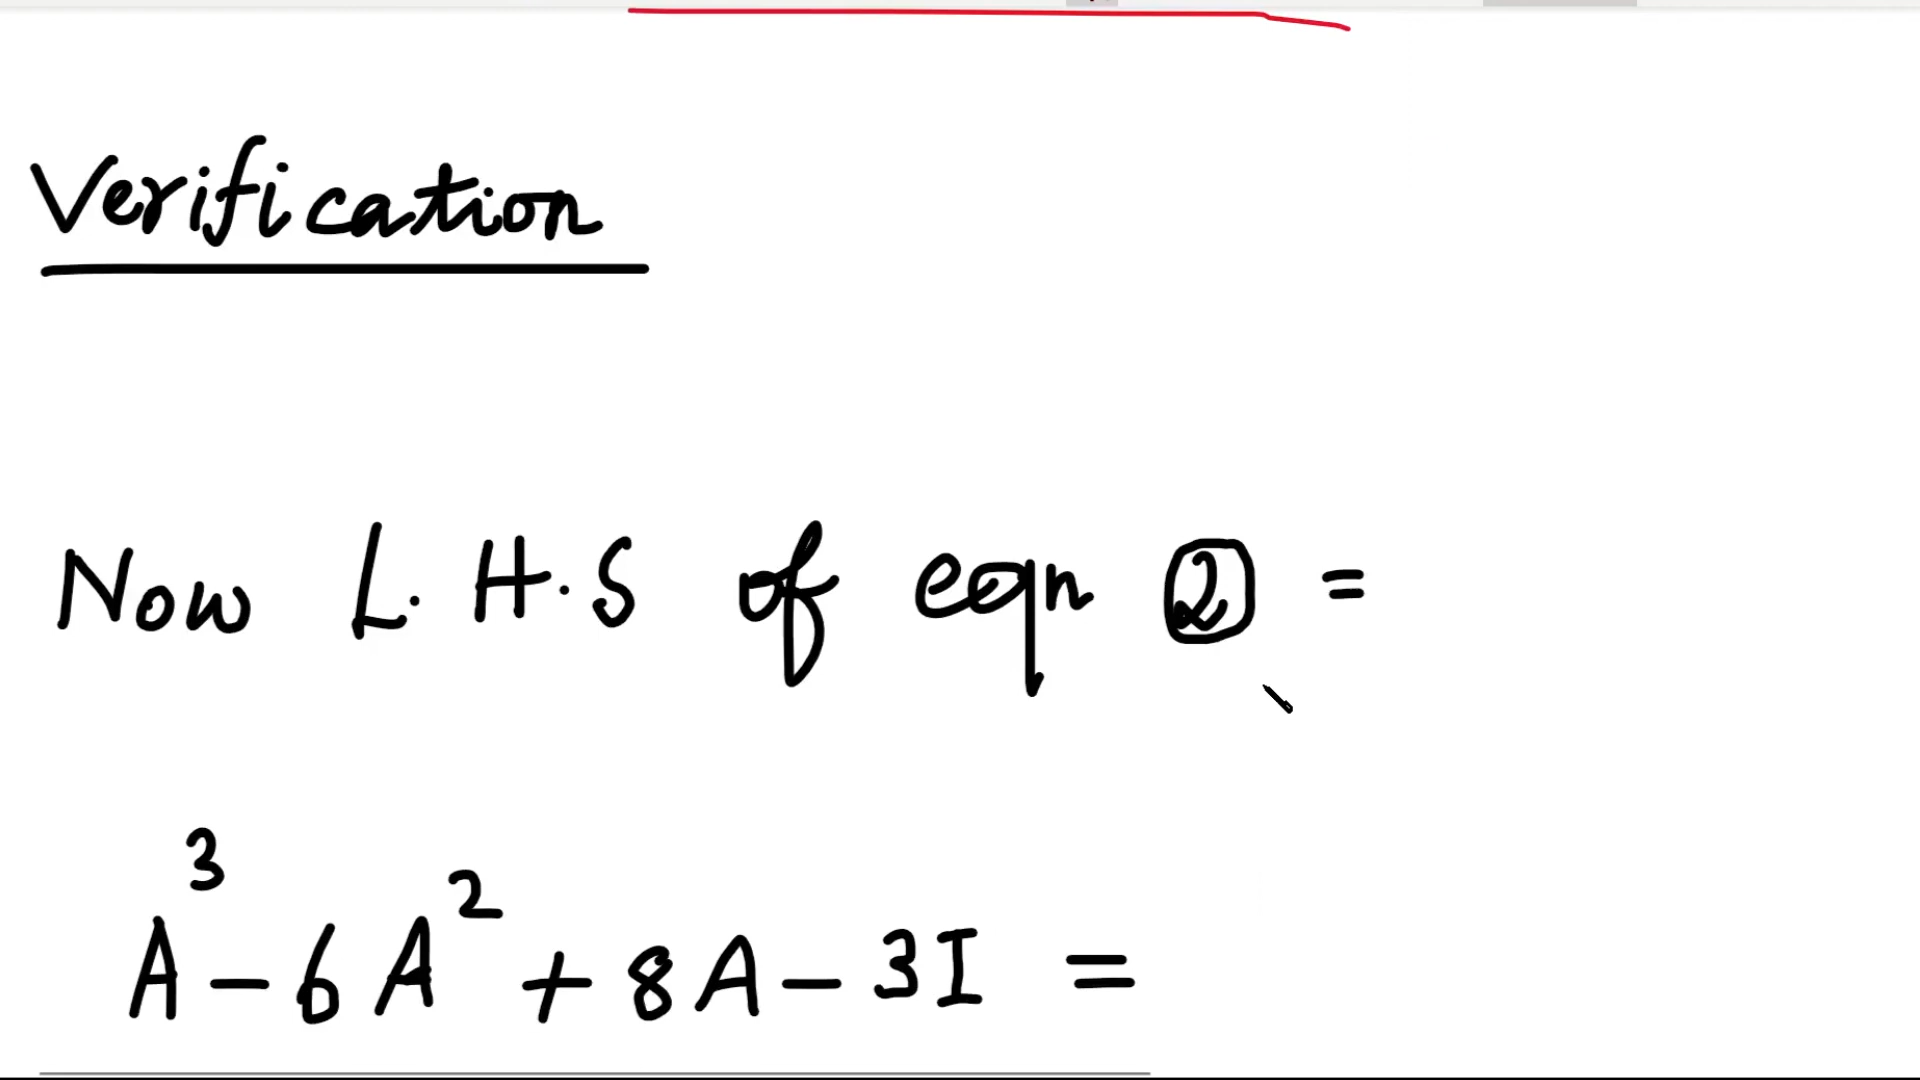 Verification
Now L.H.S of eqn ② =
A³ - 6A² + 8A - 3I =